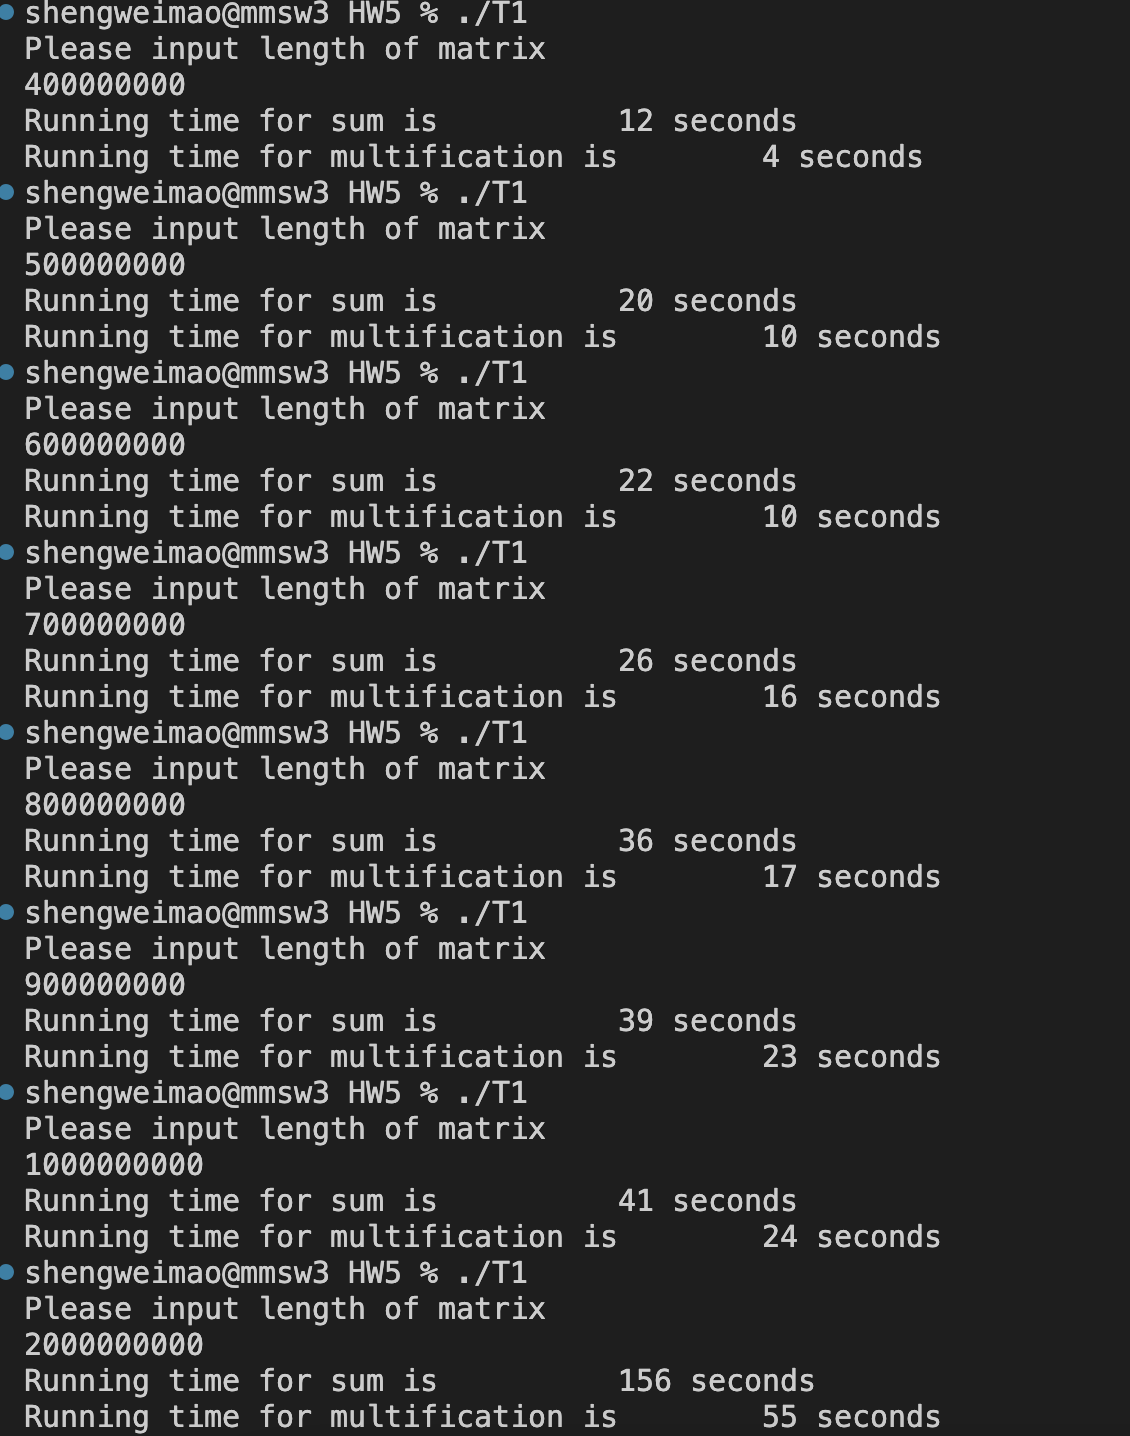 shengweimao@mmsw3 HW5 % ./T1
Please input length of matrix
400000000
Running time for sum is          12 seconds
Running time for multification is        4 seconds
shengweimao@mmsw3 HW5 % ./T1
Please input length of matrix
500000000
Running time for sum is          20 seconds
Running time for multification is        10 seconds
shengweimao@mmsw3 HW5 % ./T1
Please input length of matrix
600000000
Running time for sum is          22 seconds
Running time for multification is        10 seconds
shengweimao@mmsw3 HW5 % ./T1
Please input length of matrix
700000000
Running time for sum is          26 seconds
Running time for multification is        16 seconds
shengweimao@mmsw3 HW5 % ./T1
Please input length of matrix
800000000
Running time for sum is          36 seconds
Running time for multification is        17 seconds
shengweimao@mmsw3 HW5 % ./T1
Please input length of matrix
900000000
Running time for sum is          39 seconds
Running time for multification is        23 seconds
shengweimao@mmsw3 HW5 % ./T1
Please input length of matrix
1000000000
Running time for sum is          41 seconds
Running time for multification is        24 seconds
shengweimao@mmsw3 HW5 % ./T1
Please input length of matrix
2000000000
Running time for sum is          156 seconds
Running time for multification is        55 seconds